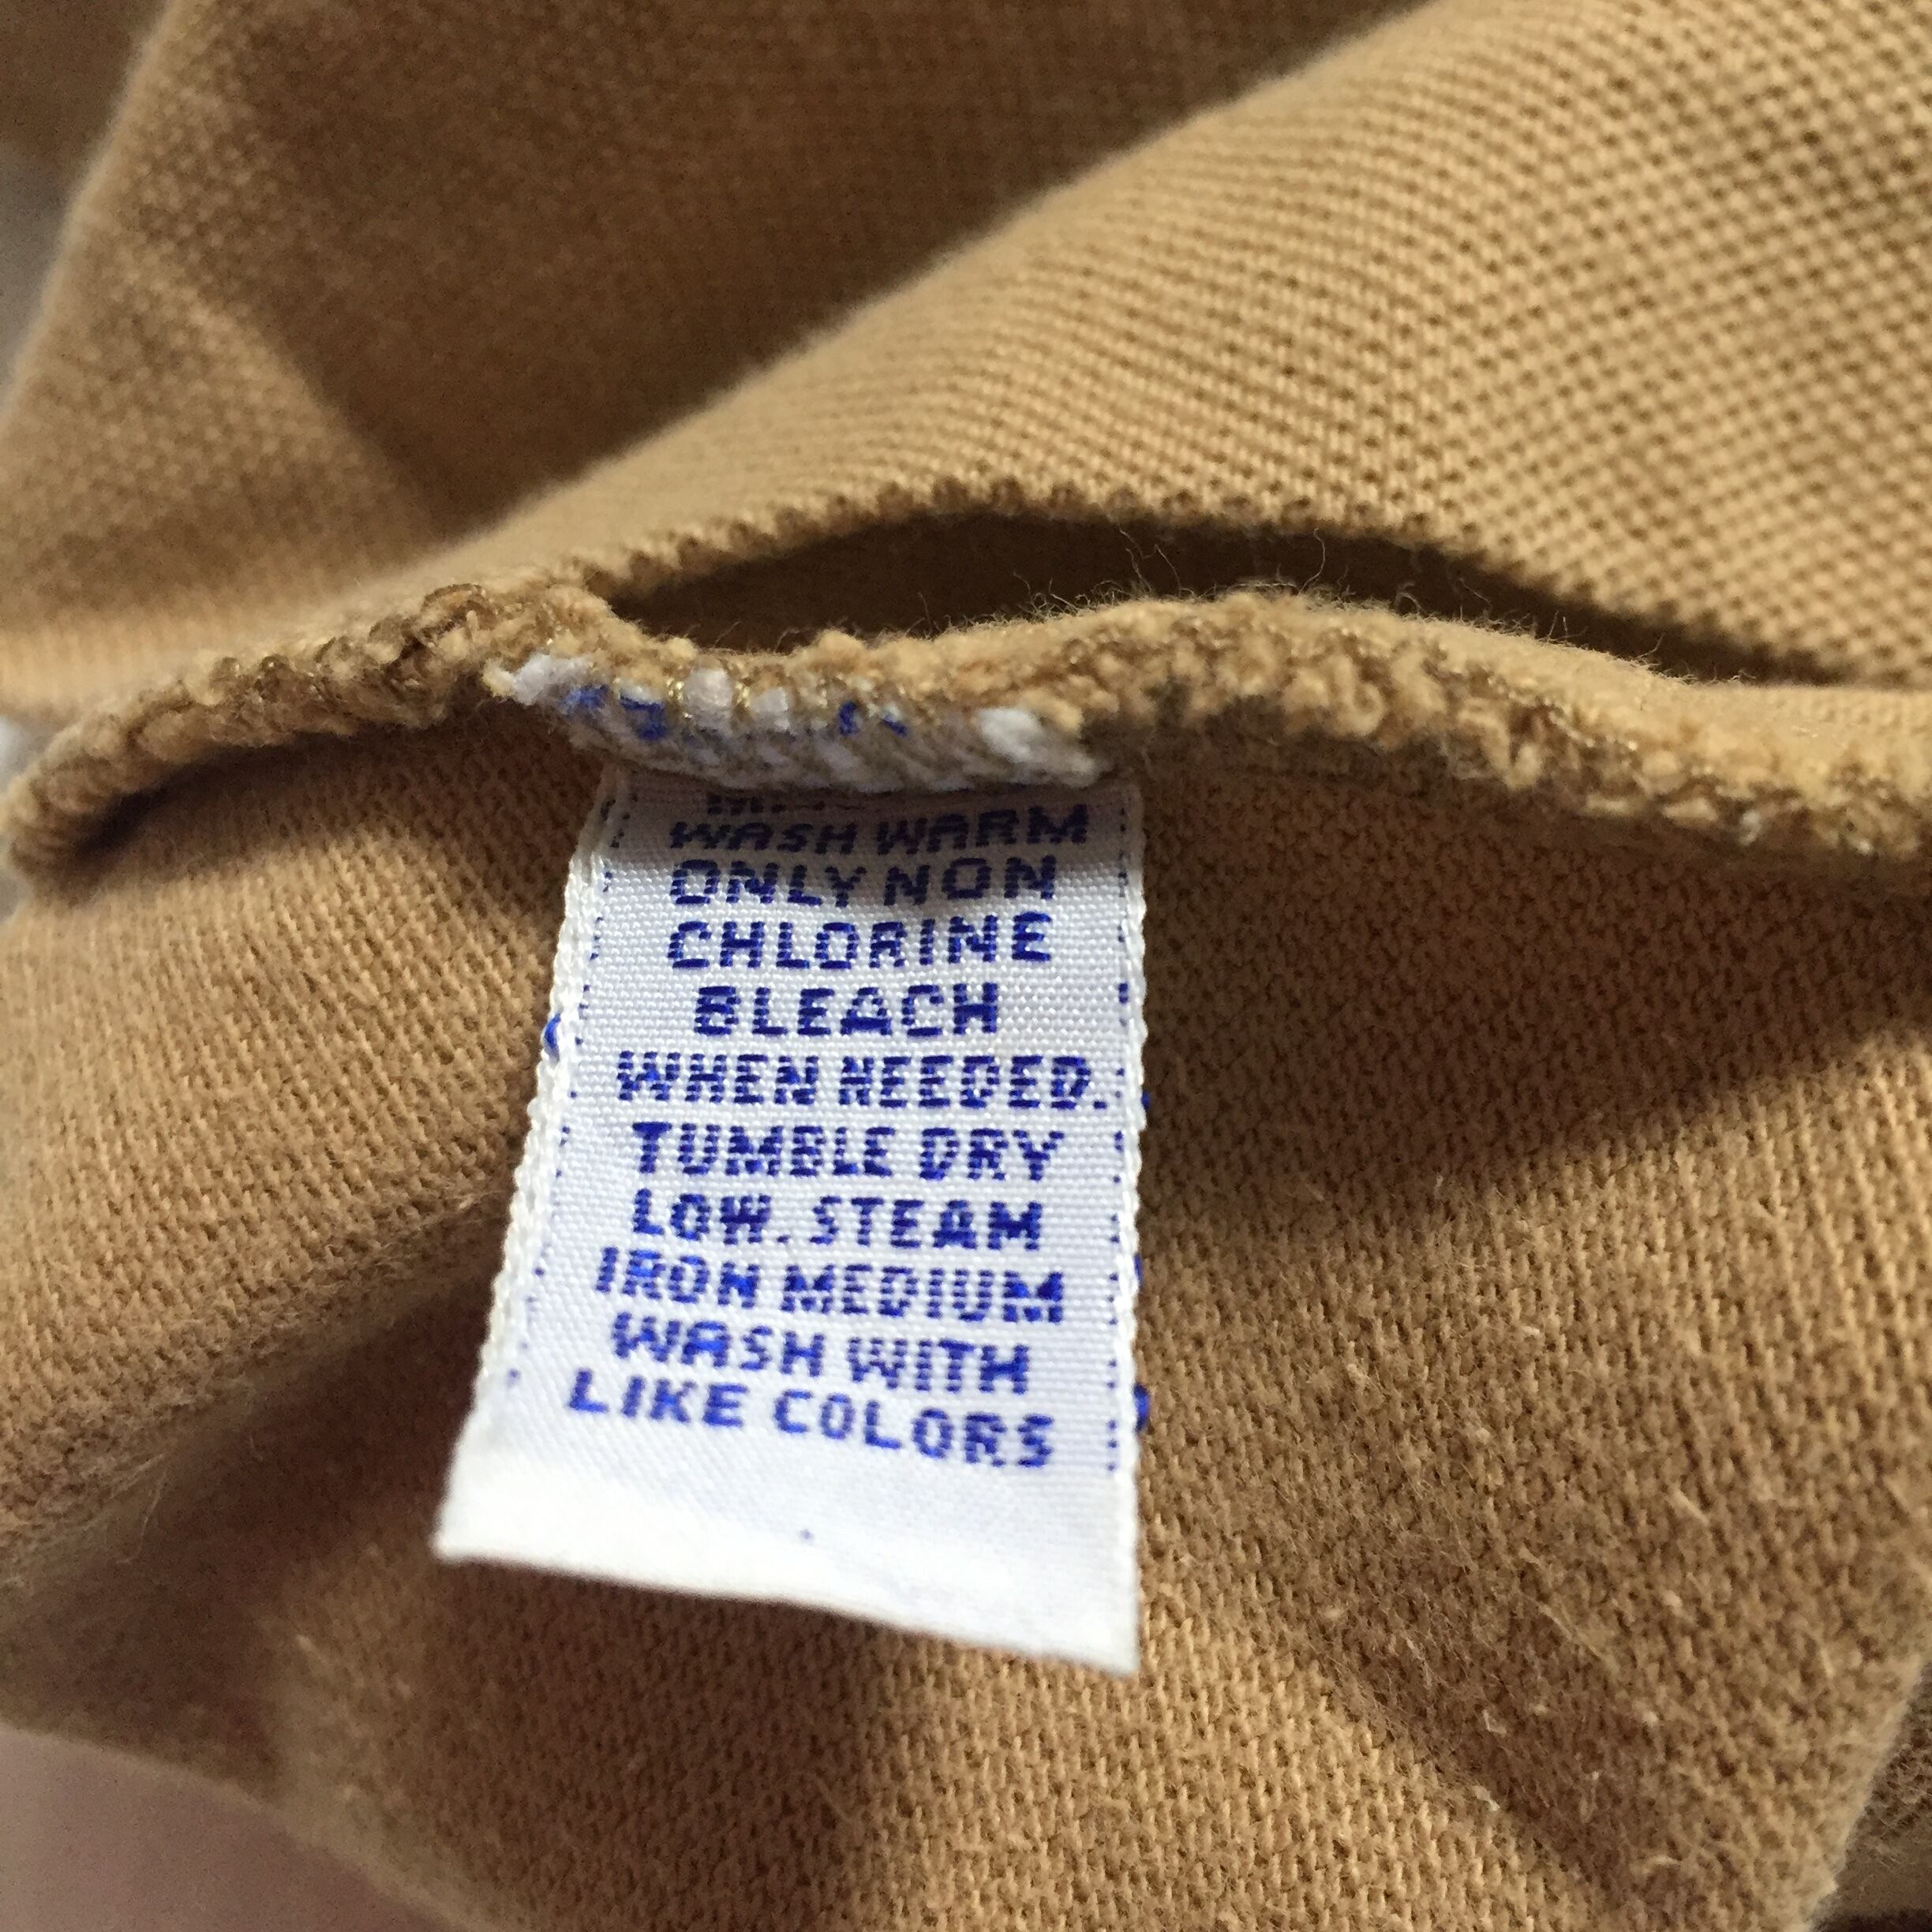 WASH WARM
ONLY NON
CHLORINE
BLEACH
WHEN NEEDED.
TUMBLE DRY
LOW. STEAM
IRON MEDIUM
WASH WITH
LIKE COLORS